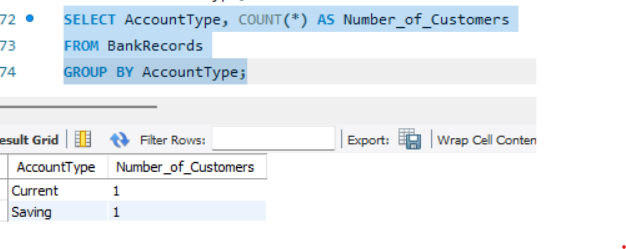 72 SELECT AccountType, COUNT(*) AS Number_of_Customers
73 FROM BankRecords
74 GROUP BY AccountType;
esult Grid Filter Rows: Export: Wrap Cell Conten
AccountType Number_of_Customers
Current 1
Saving 1